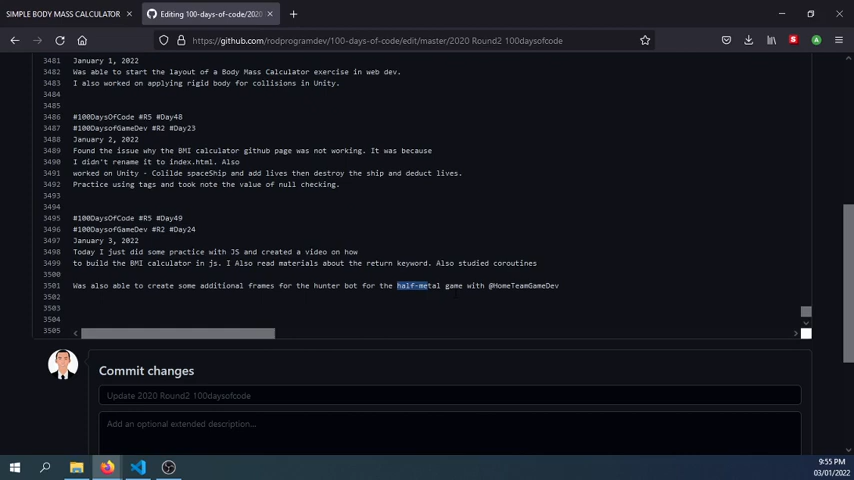 SIMPLE BODY MASS CALCULATOR
Editing 100-days-of-code/2020
https://github.com/rodprogramdev/100-days-of-code/edit/master/2020 Round2 100daysofcode
3481 January 1, 2022
3482 Was able to start the layout of a Body Mass Calculator exercise in web dev.
3483 I also worked on applying rigid body for collisions in Unity.
3484
3485
3486 #100DaysOfCode #R5 #Day48
3487 #100DaysofGameDev #R2 #Day23
3488 January 2, 2022
3489 Found the issue why the BMI calculator github page was not working. It was because
3490 I didn't rename it to index.html. Also
3491 worked on Unity - Colilde spaceShip and add lives then destroy the ship and deduct lives.
3492 Practice using tags and took note the value of null checking.
3493
3494
3495 #100DaysOfCode #R5 #Day49
3496 #100DaysofGameDev #R2 #Day24
3497 January 3, 2022
3498 Today I just did some practice with JS and created a video on how
3499 to build the BMI calculator in js. I Also read materials about the return keyword. Also studied coroutines
3500
3501 Was also able to create some additional frames for the hunter bot for the half-metal game with @HomeTeamGameDev
3502
3503
3504
3505
Commit changes
Update 2020 Round2 100daysofcode
Add an optional extended description...
9:55 PM
03/01/2022